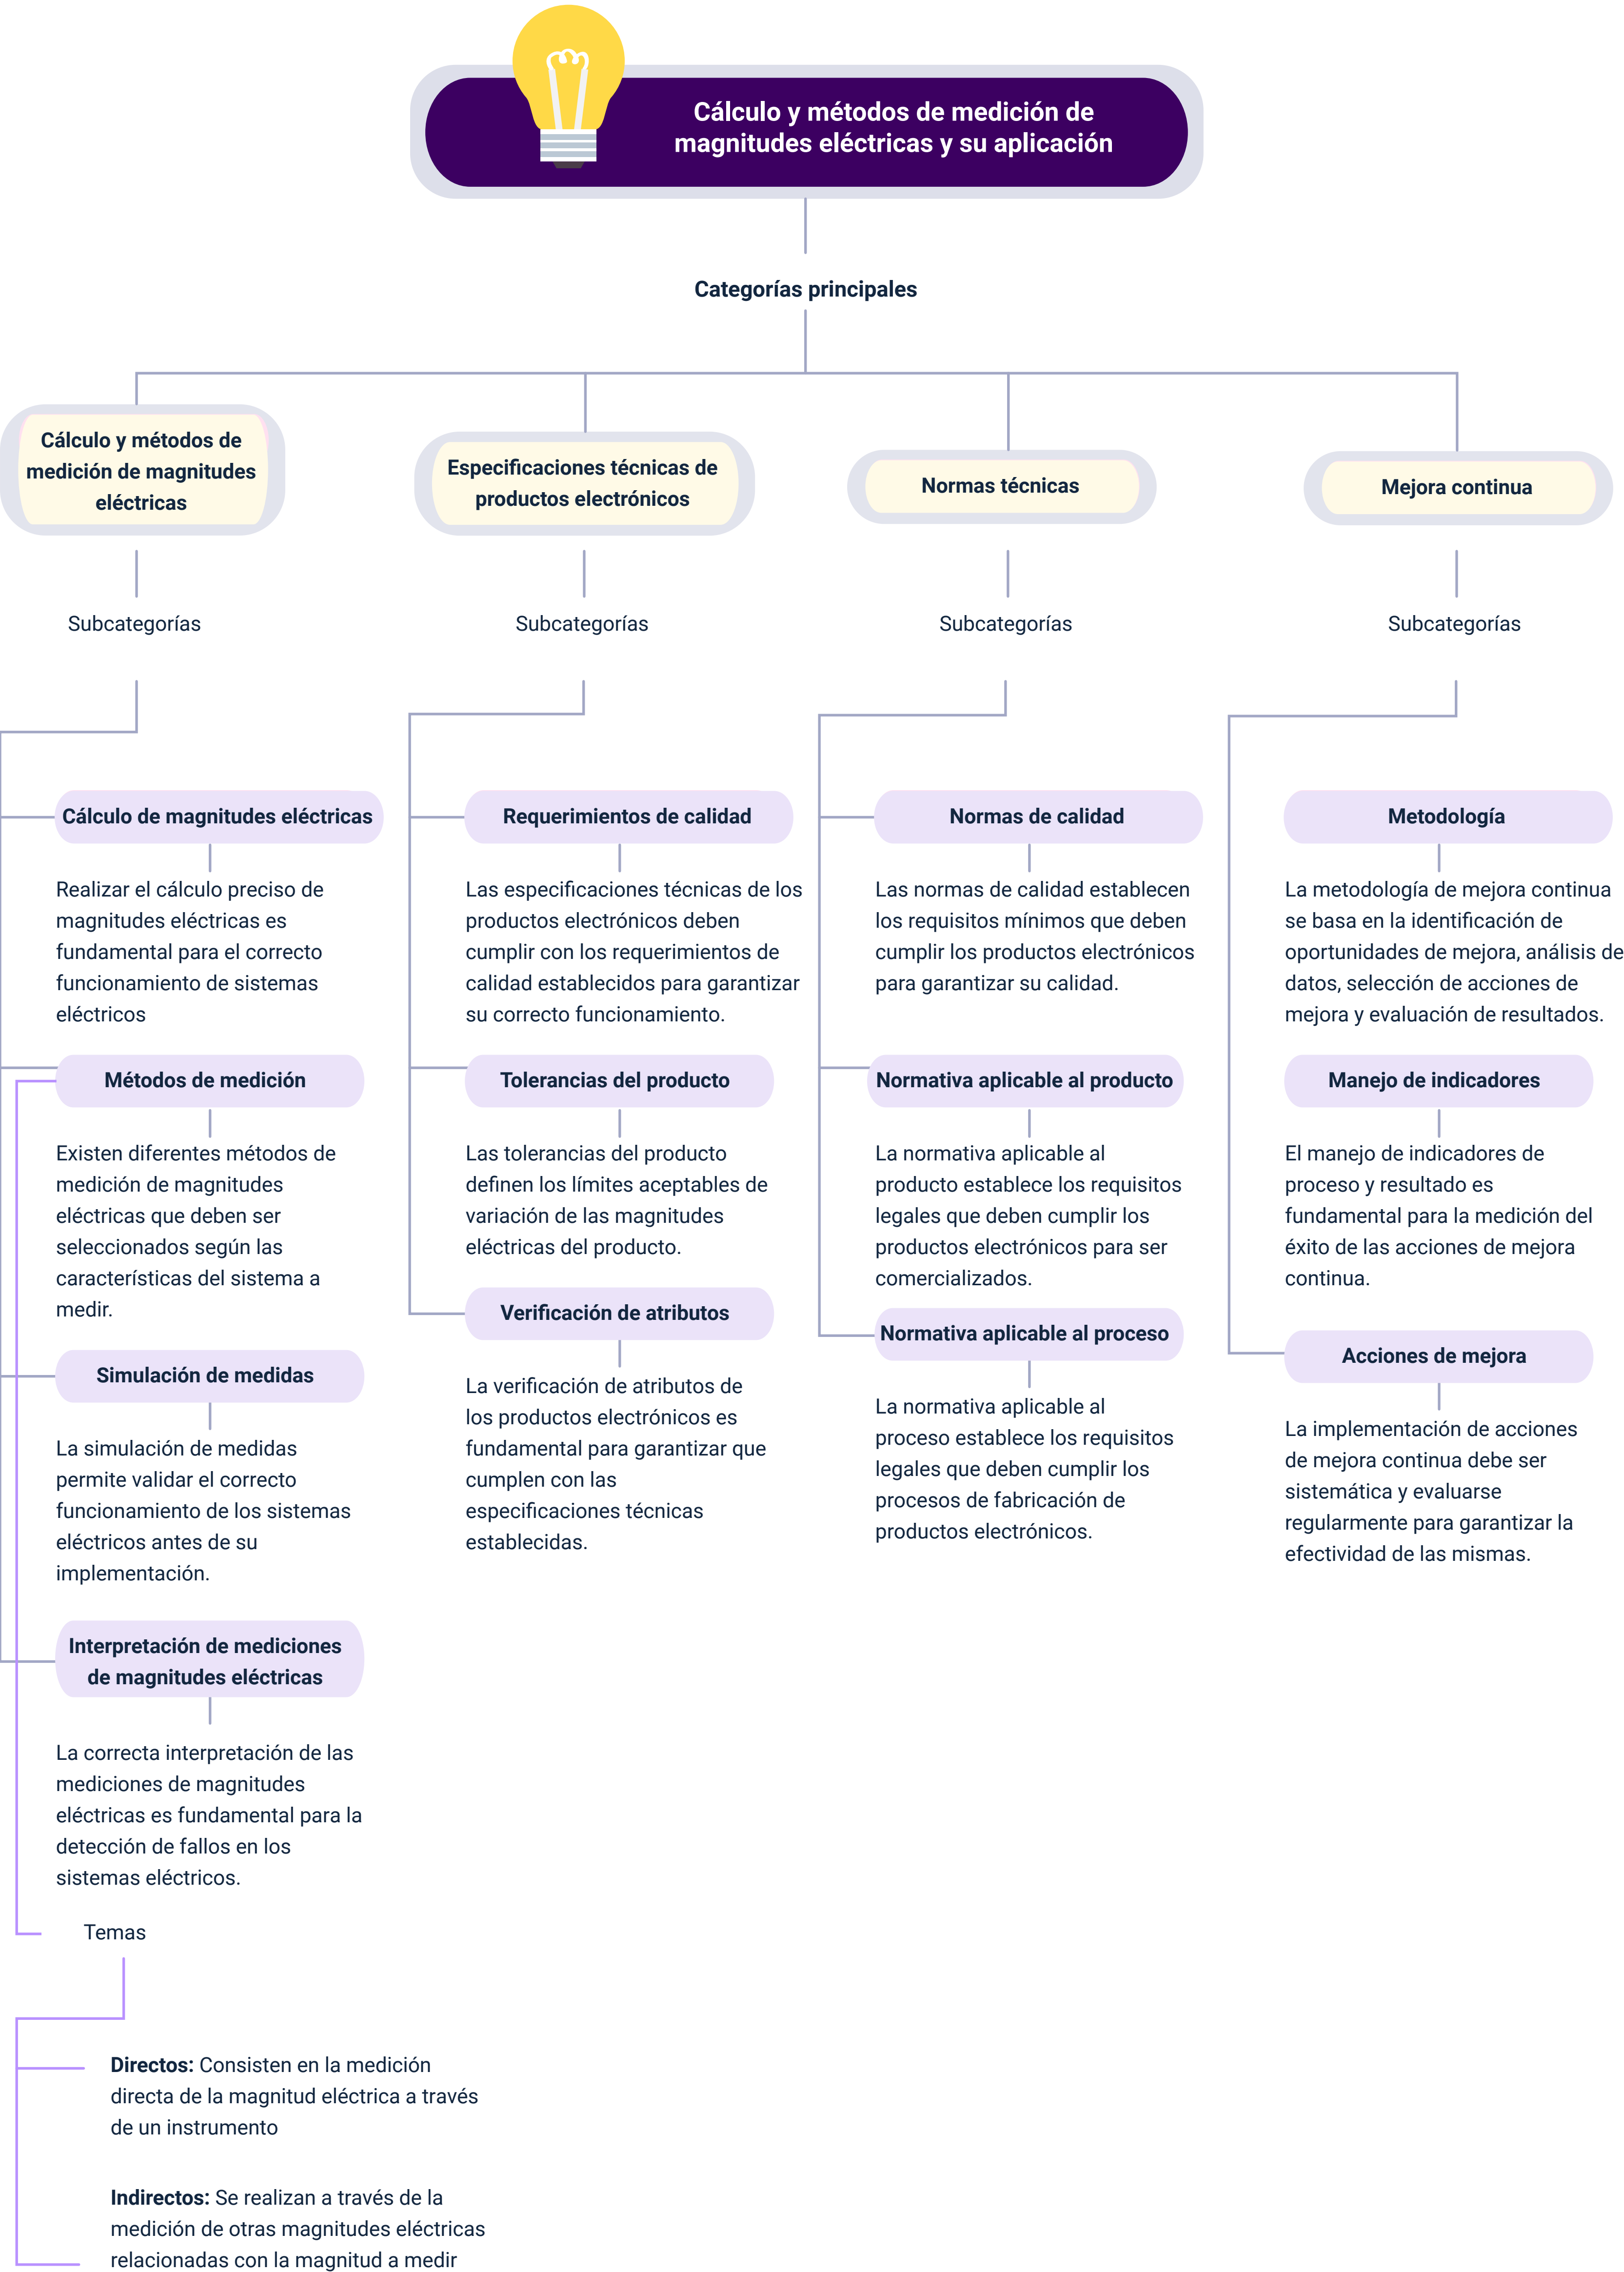 Cálculo y métodos de medición de
magnitudes eléctricas y su aplicación
Categorías principales
Cálculo y métodos de
medición de magnitudes
eléctricas
Especificaciones técnicas de
productos electrónicos
Normas técnicas
Mejora continua
Subcategorías
Subcategorías
Subcategorías
Subcategorías
Cálculo de magnitudes eléctricas
Realizar el cálculo preciso de
magnitudes eléctricas es
fundamental para el correcto
funcionamiento de sistemas
eléctricos
Métodos de medición
Existen diferentes métodos de
medición de magnitudes
eléctricas que deben ser
seleccionados según las
características del sistema a
medir.
Simulación de medidas
La simulación de medidas
permite validar el correcto
funcionamiento de los sistemas
eléctricos antes de su
implementación.
Interpretación de mediciones
de magnitudes eléctricas
La correcta interpretación de las
mediciones de magnitudes
eléctricas es fundamental para la
detección de fallos en los
sistemas eléctricos.
Temas
Directos: Consisten en la medición
directa de la magnitud eléctrica a través
de un instrumento
Indirectos: Se realizan a través de la
medición de otras magnitudes eléctricas
relacionadas con la magnitud a medir
Requerimientos de calidad
Las especificaciones técnicas de los
productos electrónicos deben
cumplir con los requerimientos de
calidad establecidos para garantizar
su correcto funcionamiento.
Tolerancias del producto
Las tolerancias del producto
definen los límites aceptables de
variación de las magnitudes
eléctricas del producto.
Verificación de atributos
La verificación de atributos de
los productos electrónicos es
fundamental para garantizar que
cumplen con las
especificaciones técnicas
establecidas.
Normas de calidad
Las normas de calidad establecen
los requisitos mínimos que deben
cumplir los productos electrónicos
para garantizar su calidad.
Normativa aplicable al producto
La normativa aplicable al
producto establece los requisitos
legales que deben cumplir los
productos electrónicos para ser
comercializados.
Normativa aplicable al proceso
La normativa aplicable al
proceso establece los requisitos
legales que deben cumplir los
procesos de fabricación de
productos electrónicos.
Metodología
La metodología de mejora continua
se basa en la identificación de
oportunidades de mejora, análisis de
datos, selección de acciones de
mejora y evaluación de resultados.
Manejo de indicadores
El manejo de indicadores de
proceso y resultado es
fundamental para la medición del
éxito de las acciones de mejora
continua.
Acciones de mejora
La implementación de acciones
de mejora continua debe ser
sistemática y evaluarse
regularmente para garantizar la
efectividad de las mismas.